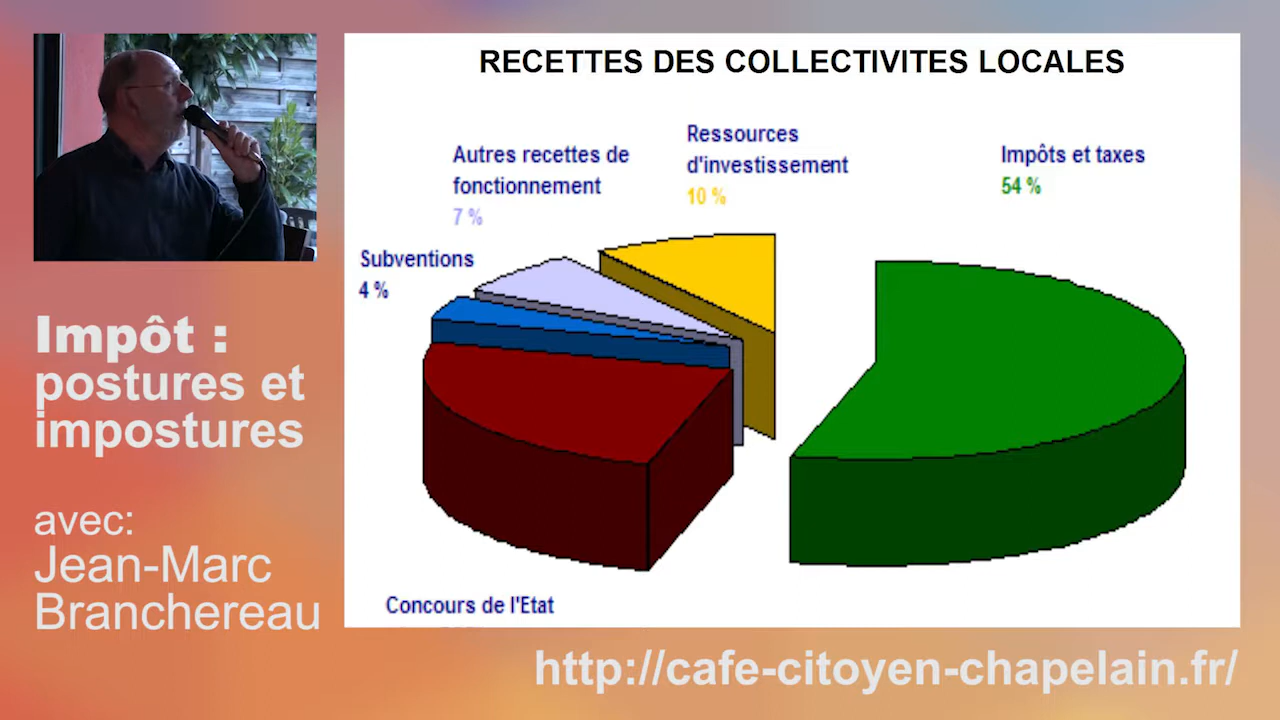 RECETTES DES COLLECTIVITES LOCALES
Autres recettes de
fonctionnement
7 %
Ressources
d'investissement
10 %
Impôts et taxes
54 %
Subventions
4 %
Concours de l'Etat
Impôt :
postures et
impostures
avec:
Jean-Marc
Branchereau
http://cafe-citoyen-chapelain.fr/